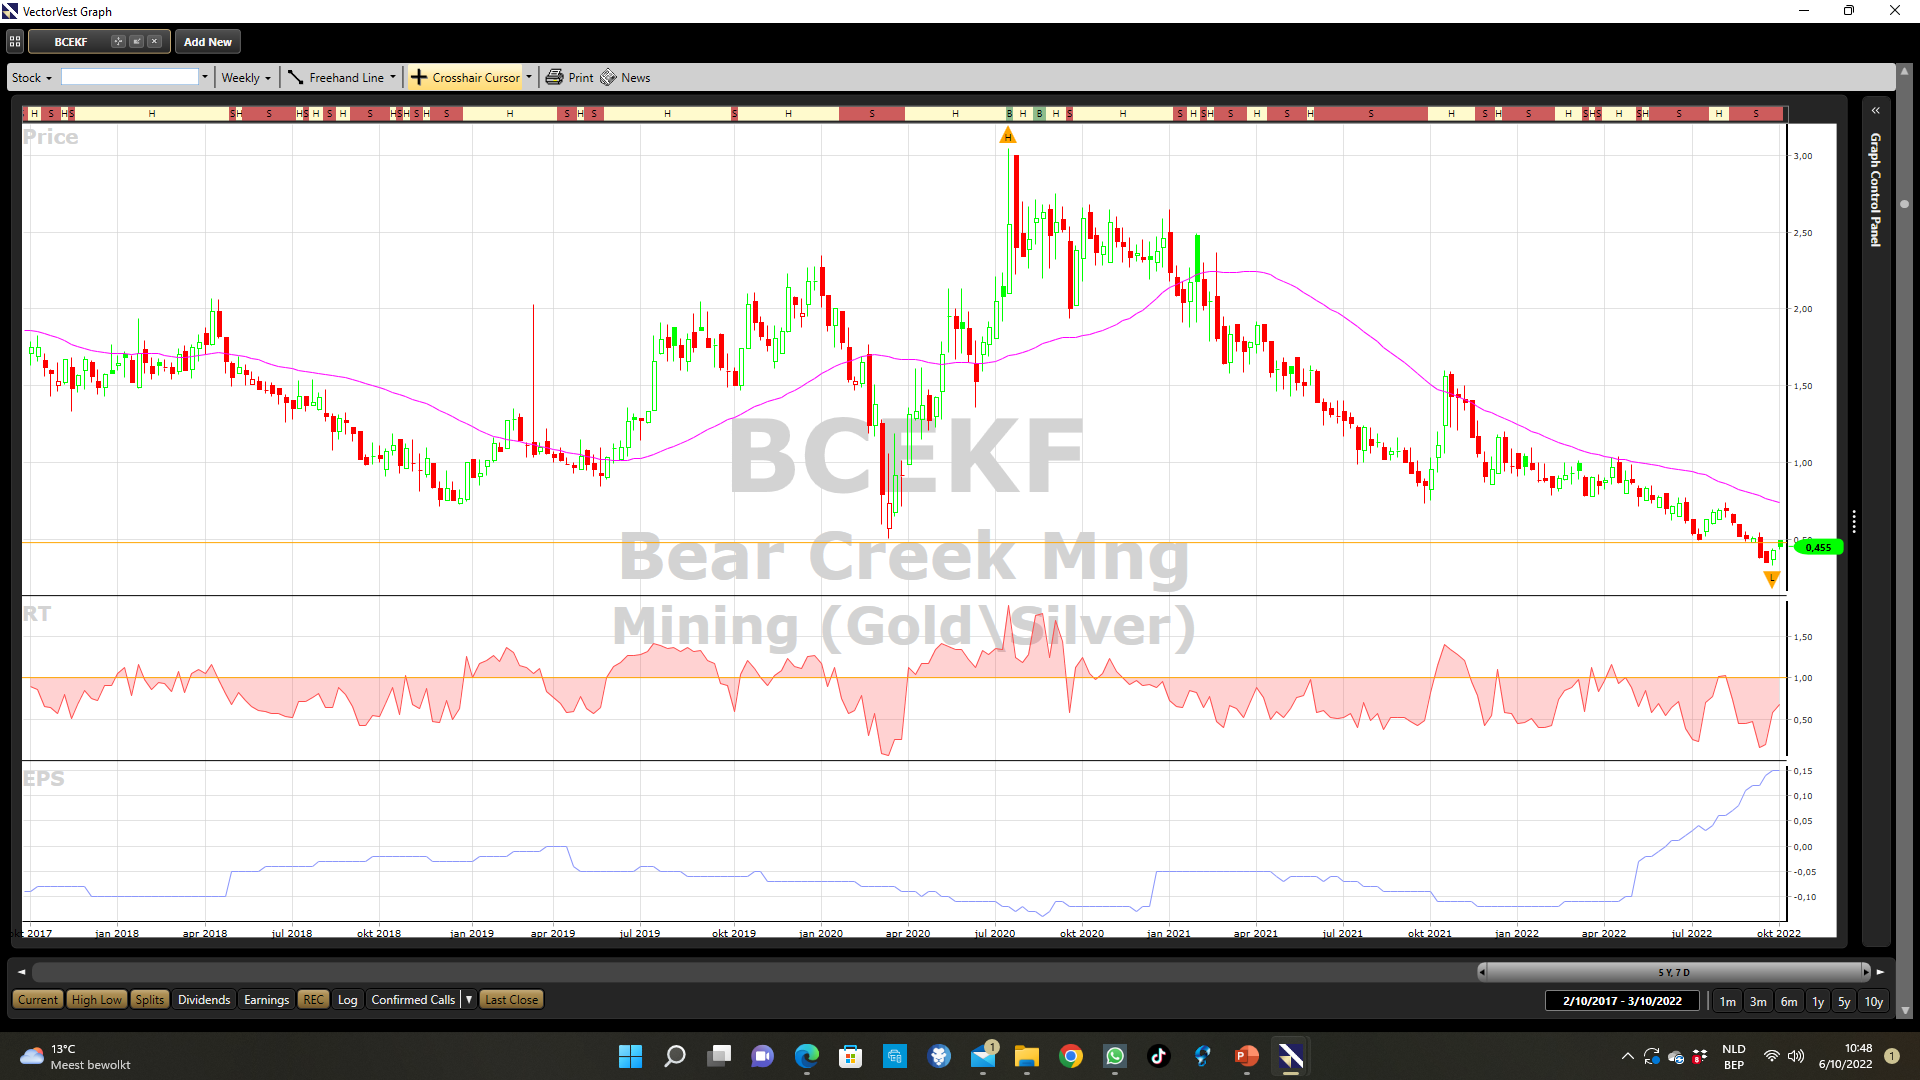 VectorVest Graph
BCEKF
Add New
Stock
Weekly
Freehand Line
Crosshair Cursor
Print
News
H S H S H S H S H S H S H S H S H S H S H S H S H S H S H B H B H S H S H S H S H S H S H S H S H S H S H S H S H S
Price
H
3,00
2,50
2,00
1,50
1,00
0,50
0,455
L
BCEKF
Bear Creek Mng
Mining (Gold\Silver)
RT
1,50
1,00
0,50
EPS
0,15
0,10
0,05
0,00
-0,05
-0,10
okt 2017 jan 2018 apr 2018 jul 2018 okt 2018 jan 2019 apr 2019 jul 2019 okt 2019 jan 2020 apr 2020 jul 2020 okt 2020 jan 2021 apr 2021 jul 2021 okt 2021 jan 2022 apr 2022 jul 2022 okt 2022
Graph Control Panel
5 Y, 7 D
Current High Low Splits Dividends Earnings REC Log Confirmed Calls Last Close
2/10/2017 - 3/10/2022
1m 3m 6m 1y 5y 10y
13°C
Meest bewolkt
1
NLD
BEP
10:48
6/10/2022
1